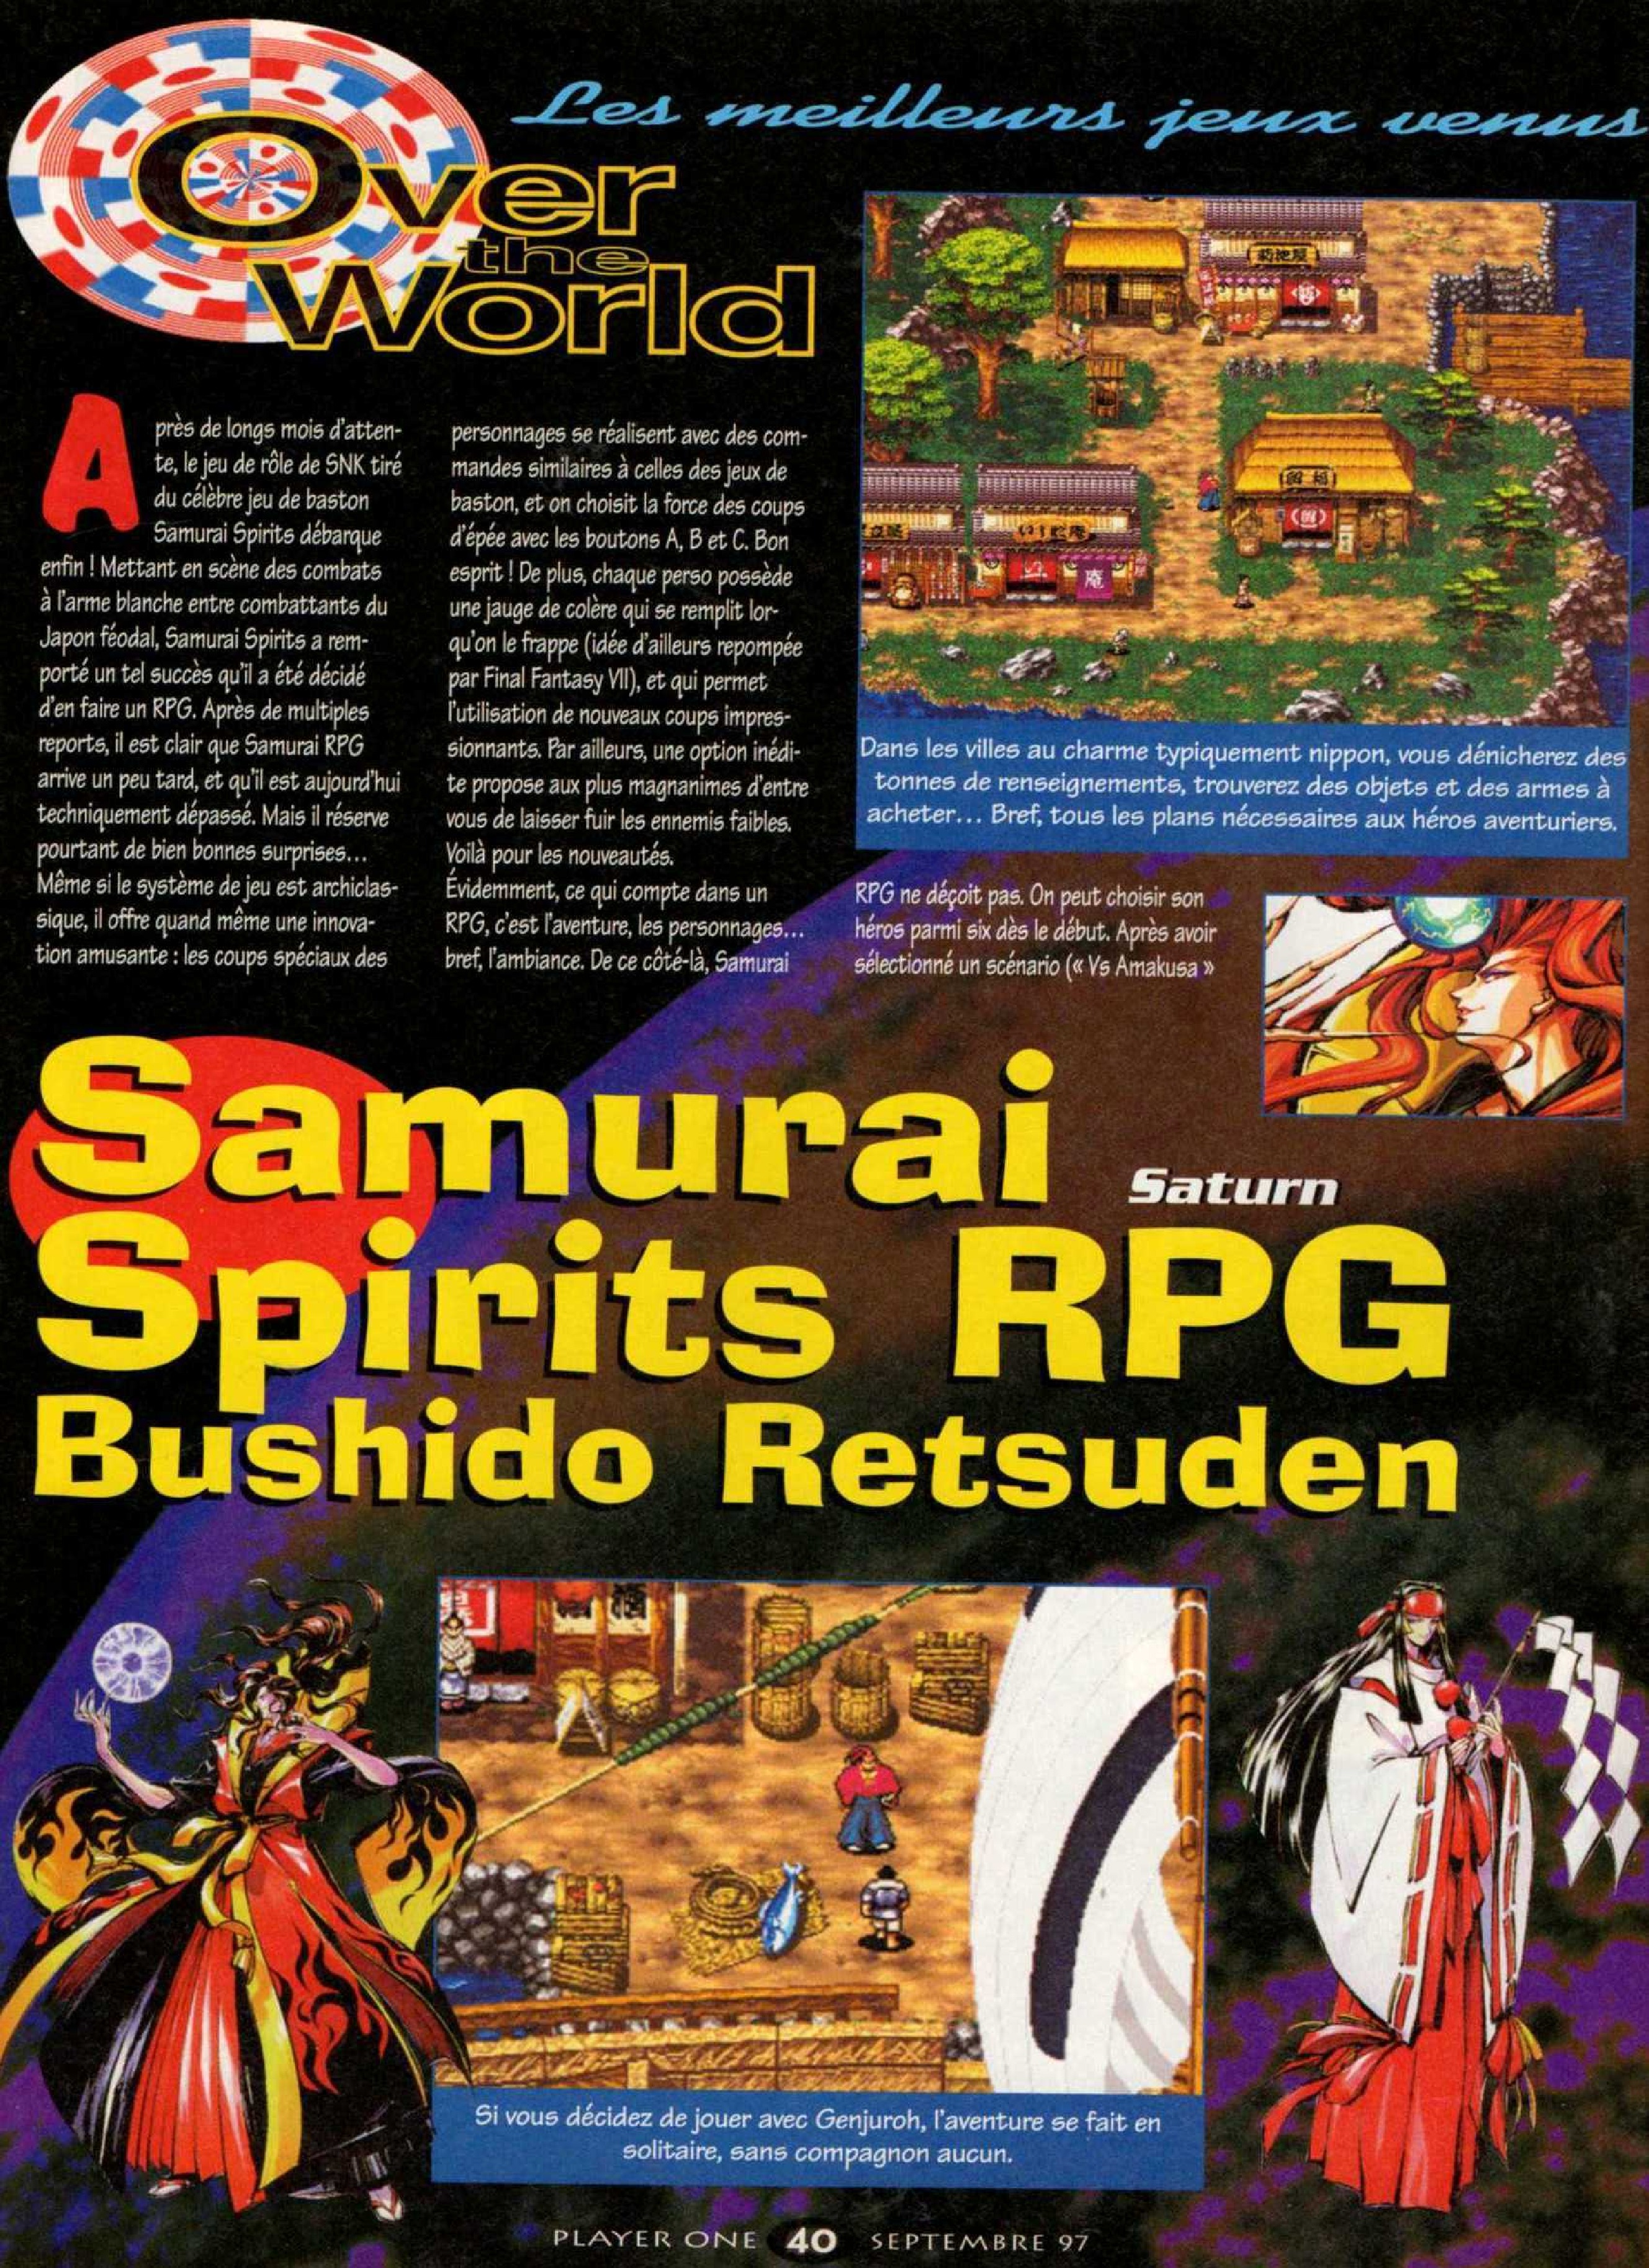 Over
the
World
Les meilleurs jeux venus
Après de longs mois d'atten-
te, le jeu de rôle de SNK tiré
du célèbre jeu de baston
Samurai Spirits débarque
enfin ! Mettant en scène des combats
à l'arme blanche entre combattants du
Japon féodal, Samurai Spirits a rem-
porté un tel succès qu'il a été décidé
d'en faire un RPG. Après de multiples
reports, il est clair que Samurai RPG
arrive un peu tard, et qu'il est aujourd'hui
techniquement dépassé. Mais il réserve
pourtant de bien bonnes surprises...
Même si le système de jeu est archiclas-
sique, il offre quand même une innova-
tion amusante : les coups spéciaux des
personnages se réalisent avec des com-
mandes similaires à celles des jeux de
baston, et on choisit la force des coups
d'épée avec les boutons A, B et C. Bon
esprit ! De plus, chaque perso possède
une jauge de colère qui se remplit lor-
qu'on le frappe (idée d'ailleurs repompée
par Final Fantasy VII), et qui permet
l'utilisation de nouveaux coups impres-
sionnants. Par ailleurs, une option inédi-
te propose aux plus magnanimes d'entre
vous de laisser fuir les ennemis faibles.
Voilà pour les nouveautés.
Évidemment, ce qui compte dans un
RPG, c'est l'aventure, les personnages...
bref, l'ambiance. De ce côté-là, Samurai
菊地屋
いしど庵
庵
Dans les villes au charme typiquement nippon, vous dénicherez des
tonnes de renseignements, trouverez des objets et des armes à
acheter... Bref, tous les plans nécessaires aux héros aventuriers.
RPG ne déçoit pas. On peut choisir son
héros parmi six dès le début. Après avoir
sélectionné un scénario (« Vs Amakusa »
Samurai
Saturn
Spirits RPG
Bushido Retsuden
Si vous décidez de jouer avec Genjuroh, l'aventure se fait en
solitaire, sans compagnon aucun.
PLAYER ONE 40 SEPTEMBRE 97